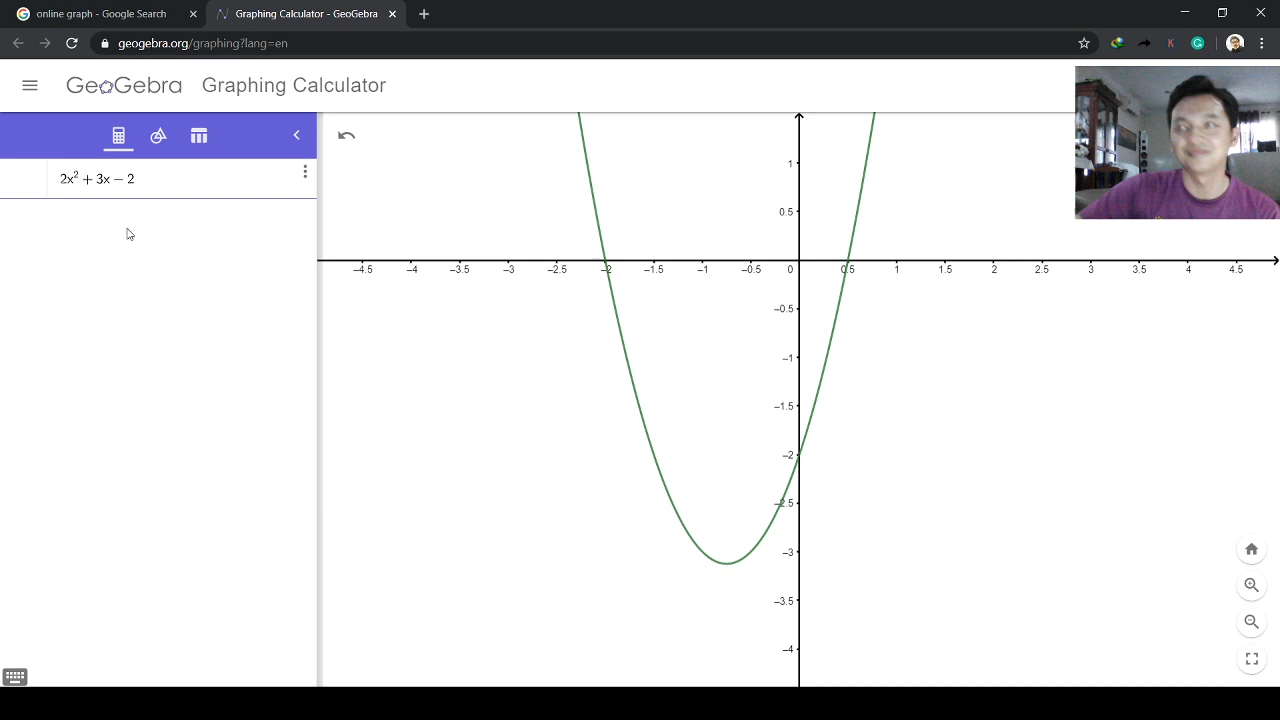 online graph - Google Search
Graphing Calculator - GeoGebra
geogebra.org/graphing?lang=en
GeoGebra Graphing Calculator
2x² + 3x – 2
1
0.5
–4.5 –4 –3.5 –3 –2.5 –2 –1.5 –1 –0.5 0 0.5 1 1.5 2 2.5 3 3.5 4 4.5
–0.5
–1
–1.5
–2
–2.5
–3
–3.5
–4